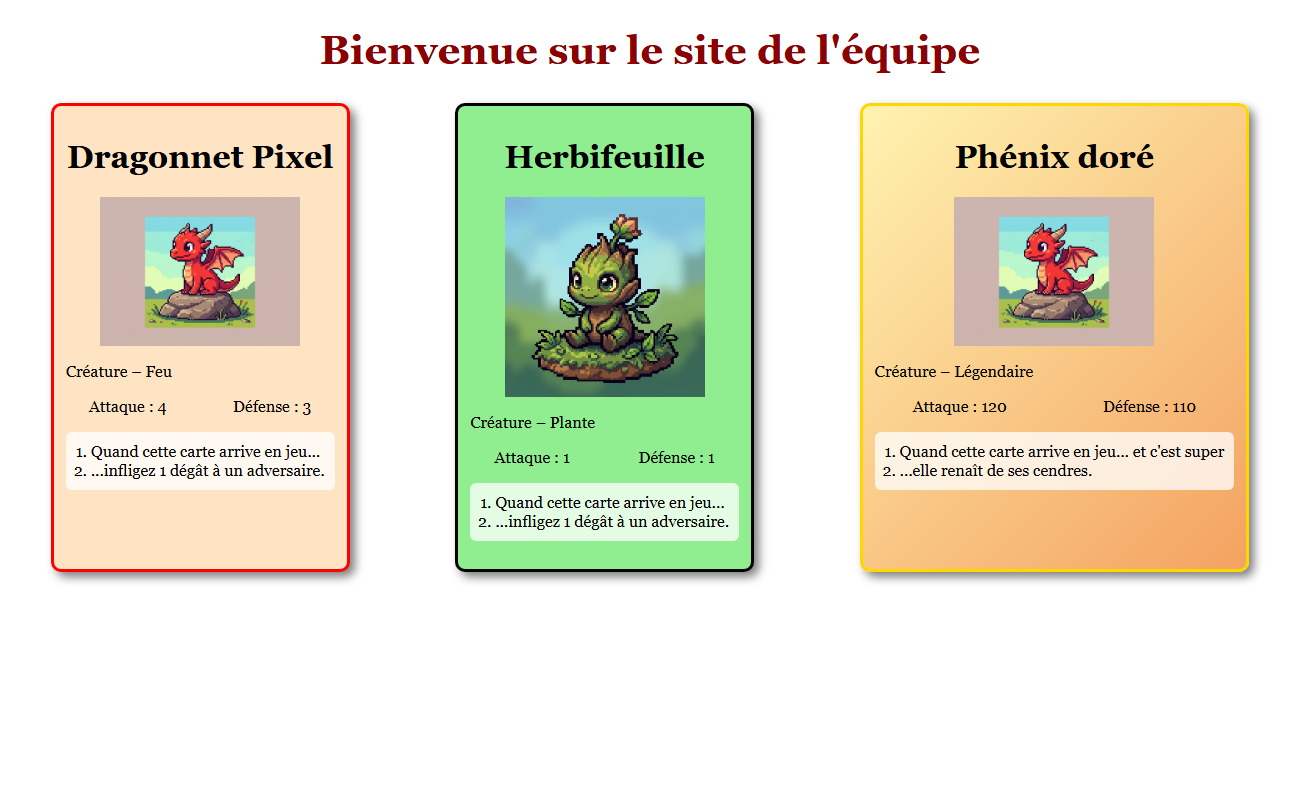 Bienvenue sur le site de l'équipe
Dragonnet Pixel
Créature – Feu
Attaque : 4 Défense : 3
1. Quand cette carte arrive en jeu...
2. ...infligez 1 dégât à un adversaire.
Herbifeuille
Créature – Plante
Attaque : 1 Défense : 1
1. Quand cette carte arrive en jeu...
2. ...infligez 1 dégât à un adversaire.
Phénix doré
Créature – Légendaire
Attaque : 120 Défense : 110
1. Quand cette carte arrive en jeu... et c'est super
2. ...elle renaît de ses cendres.